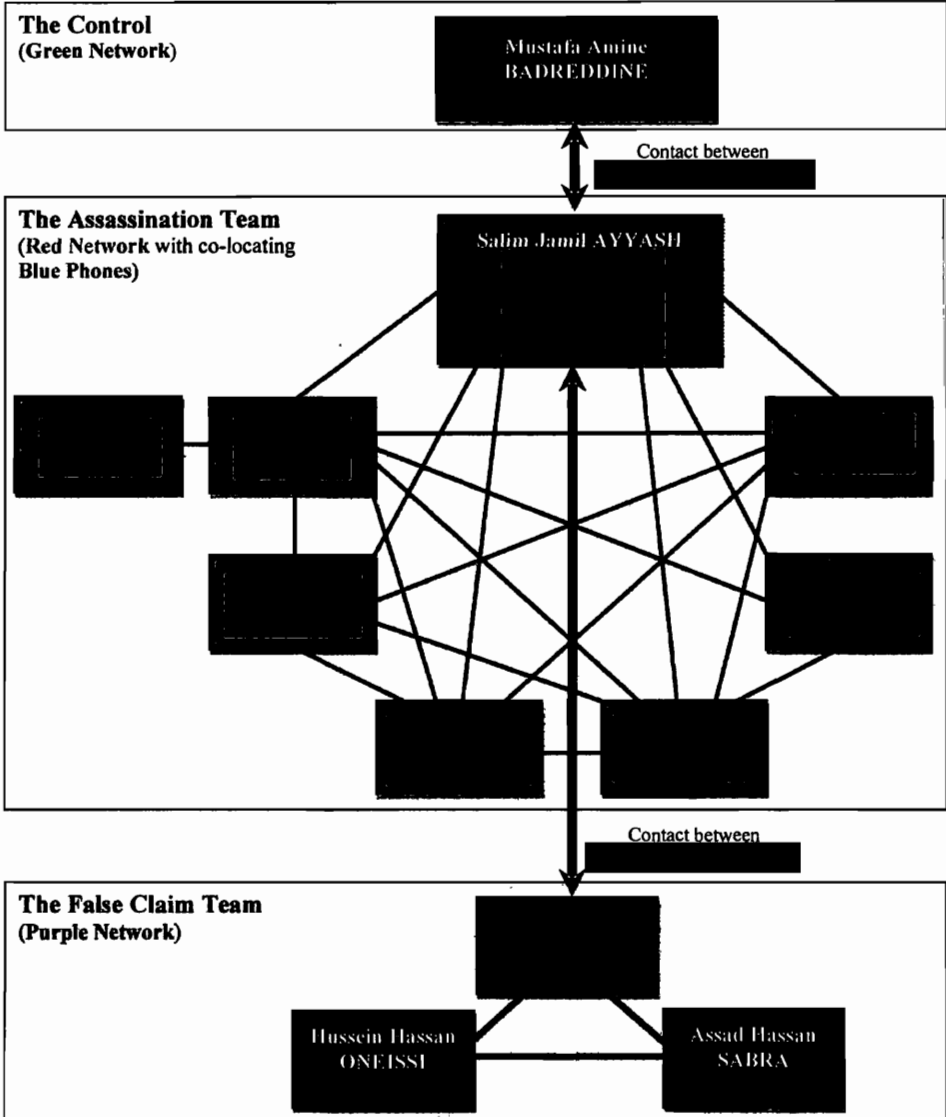 The Control
(Green Network)
Mustafa Amine
BADREDDINE
Contact between
The Assassination Team
(Red Network with co-locating
Blue Phones)
Salim Jamil AYYASH
Contact between
The False Claim Team
(Purple Network)
Hussein Hassan
ONEISSI
Assad Hassan
SABRA